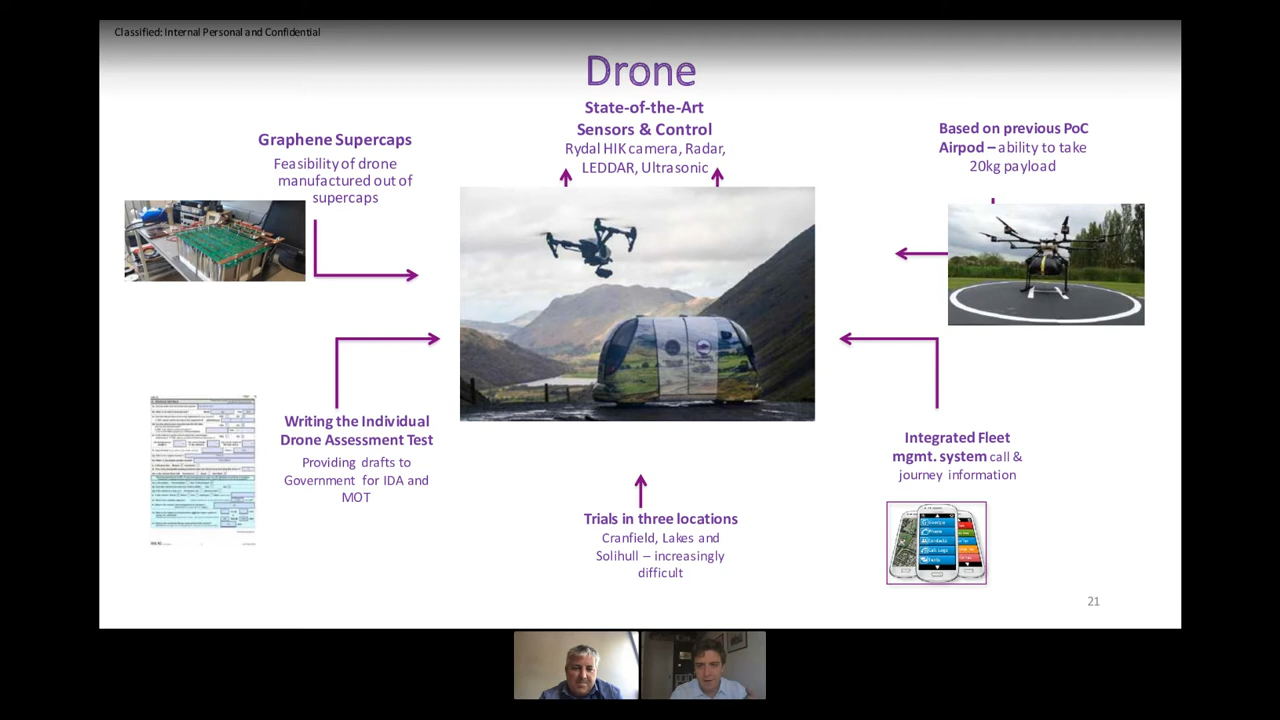 Classified: Internal Personal and Confidential
Drone
State-of-the-Art
Sensors & Control
Rydal HIK camera, Radar,
LEDDAR, Ultrasonic
Graphene Supercaps
Feasibility of drone
manufactured out of
supercaps
Based on previous PoC
Airpod – ability to take
20kg payload
Writing the Individual
Drone Assessment Test
Providing drafts to
Government for IDA and
MOT
Integrated Fleet
mgmt. system call &
journey information
Trials in three locations
Cranfield, Lakes and
Solihull – increasingly
difficult
Contacts
21